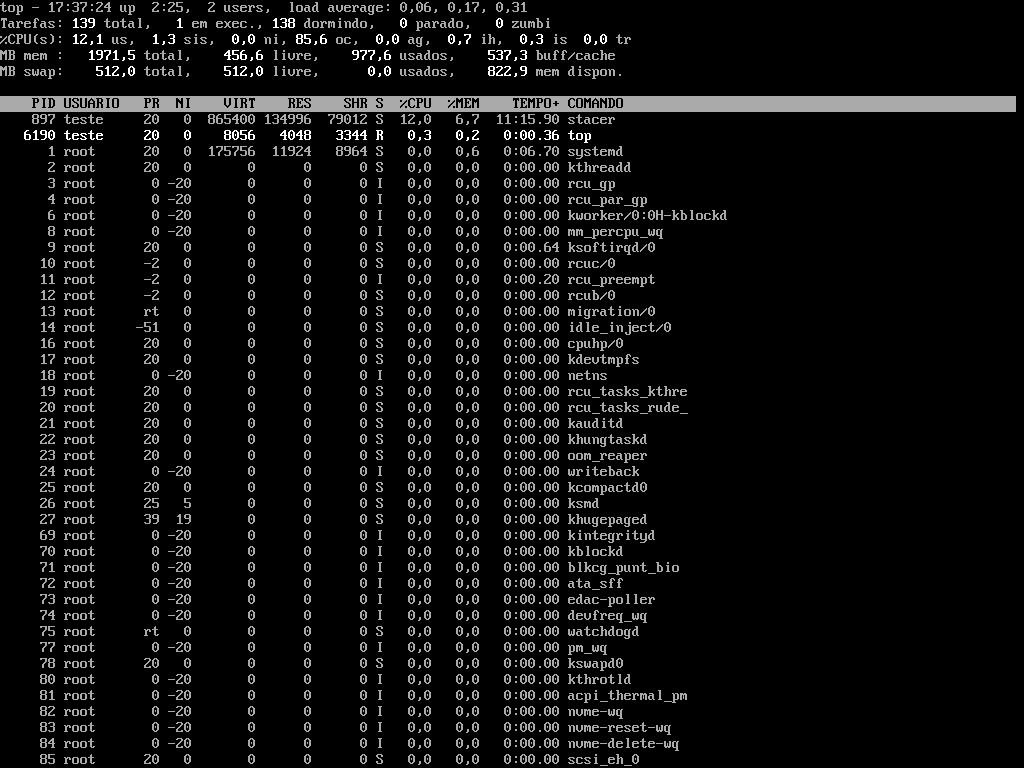 top - 17:37:24 up  2:25,  2 users,  load average: 0,06, 0,17, 0,31
Tarefas: 139 total,   1 em exec., 138 dormindo,   0 parado,   0 zumbi
%CPU(s): 12,1 us,  1,3 sis,  0,0 ni, 85,6 oc,  0,0 ag,  0,7 ih,  0,3 is  0,0 tr
MB mem :   1971,5 total,    456,6 livre,    977,6 usados,    537,3 buff/cache
MB swap:    512,0 total,    512,0 livre,      0,0 usados,    822,9 mem dispon.
PID USUARIO   PR  NI    VIRT    RES    SHR S  %CPU  %MEM    TEMPO+ COMANDO
897 teste     20   0  865400 134996  79012 S  12,0   6,7  11:15.90 stacer
6190 teste     20   0    8056   4048   3344 R   0,3   0,2   0:00.36 top
1 root      20   0  175756  11924   8964 S   0,0   0,6   0:06.70 systemd
2 root      20   0       0      0      0 S   0,0   0,0   0:00.00 kthreadd
3 root       0 -20       0      0      0 I   0,0   0,0   0:00.00 rcu_gp
4 root       0 -20       0      0      0 I   0,0   0,0   0:00.00 rcu_par_gp
6 root       0 -20       0      0      0 I   0,0   0,0   0:00.00 kworker/0:0H-kblockd
8 root       0 -20       0      0      0 I   0,0   0,0   0:00.00 mm_percpu_wq
9 root      20   0       0      0      0 S   0,0   0,0   0:00.64 ksoftirqd/0
10 root      -2   0       0      0      0 S   0,0   0,0   0:00.00 rcuc/0
11 root      -2   0       0      0      0 I   0,0   0,0   0:00.20 rcu_preempt
12 root      -2   0       0      0      0 S   0,0   0,0   0:00.00 rcub/0
13 root      rt   0       0      0      0 S   0,0   0,0   0:00.00 migration/0
14 root     -51   0       0      0      0 S   0,0   0,0   0:00.00 idle_inject/0
16 root      20   0       0      0      0 S   0,0   0,0   0:00.00 cpuhp/0
17 root      20   0       0      0      0 S   0,0   0,0   0:00.00 kdevtmpfs
18 root       0 -20       0      0      0 I   0,0   0,0   0:00.00 netns
19 root      20   0       0      0      0 S   0,0   0,0   0:00.00 rcu_tasks_kthre
20 root      20   0       0      0      0 S   0,0   0,0   0:00.00 rcu_tasks_rude_
21 root      20   0       0      0      0 S   0,0   0,0   0:00.00 kauditd
22 root      20   0       0      0      0 S   0,0   0,0   0:00.00 khungtaskd
23 root      20   0       0      0      0 S   0,0   0,0   0:00.00 oom_reaper
24 root       0 -20       0      0      0 I   0,0   0,0   0:00.00 writeback
25 root      20   0       0      0      0 S   0,0   0,0   0:00.00 kcompactd0
26 root      25   5       0      0      0 S   0,0   0,0   0:00.00 ksmd
27 root      39  19       0      0      0 S   0,0   0,0   0:00.00 khugepaged
69 root       0 -20       0      0      0 I   0,0   0,0   0:00.00 kintegrityd
70 root       0 -20       0      0      0 I   0,0   0,0   0:00.00 kblockd
71 root       0 -20       0      0      0 I   0,0   0,0   0:00.00 blkcg_punt_bio
72 root       0 -20       0      0      0 I   0,0   0,0   0:00.00 ata_sff
73 root       0 -20       0      0      0 I   0,0   0,0   0:00.00 edac-poller
74 root       0 -20       0      0      0 I   0,0   0,0   0:00.00 devfreq_wq
75 root      rt   0       0      0      0 S   0,0   0,0   0:00.00 watchdogd
77 root       0 -20       0      0      0 I   0,0   0,0   0:00.00 pm_wq
78 root      20   0       0      0      0 S   0,0   0,0   0:00.00 kswapd0
80 root       0 -20       0      0      0 I   0,0   0,0   0:00.00 kthrotld
81 root       0 -20       0      0      0 I   0,0   0,0   0:00.00 acpi_thermal_pm
82 root       0 -20       0      0      0 I   0,0   0,0   0:00.00 nvme-wq
83 root       0 -20       0      0      0 I   0,0   0,0   0:00.00 nvme-reset-wq
84 root       0 -20       0      0      0 I   0,0   0,0   0:00.00 nvme-delete-wq
85 root      20   0       0      0      0 S   0,0   0,0   0:00.00 scsi_eh_0